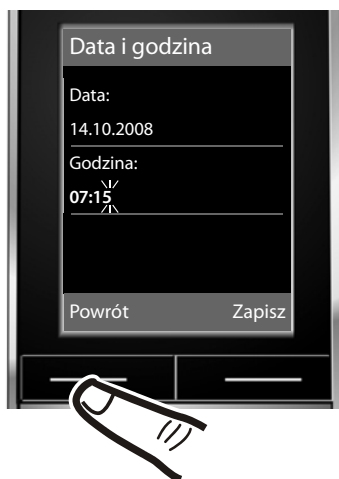 Data i godzina
Data:
14.10.2008
Godzina:
07:15
Powrót Zapisz